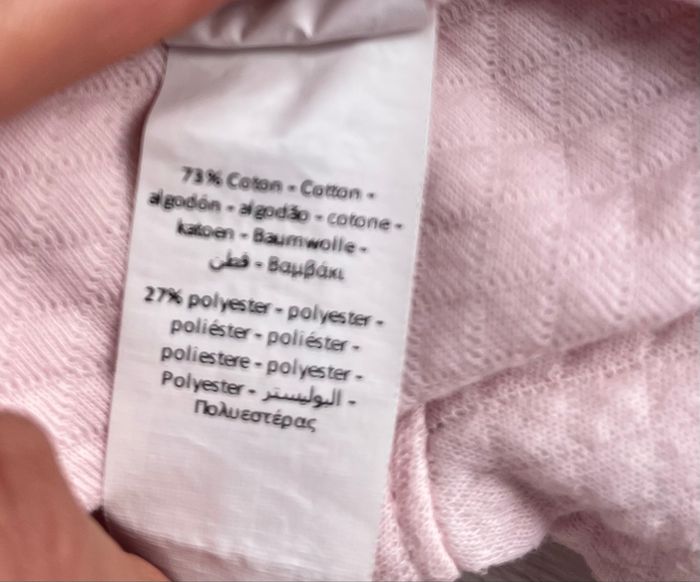 73% Coton - Cotton -
algodón - algodão - cotone -
katoen - Baumwolle -
قطن - Βαμβάκι
27% polyester - polyester -
poliéster - poliéster -
poliestere - polyester -
Polyester - البوليستر -
Πολυεστέρας